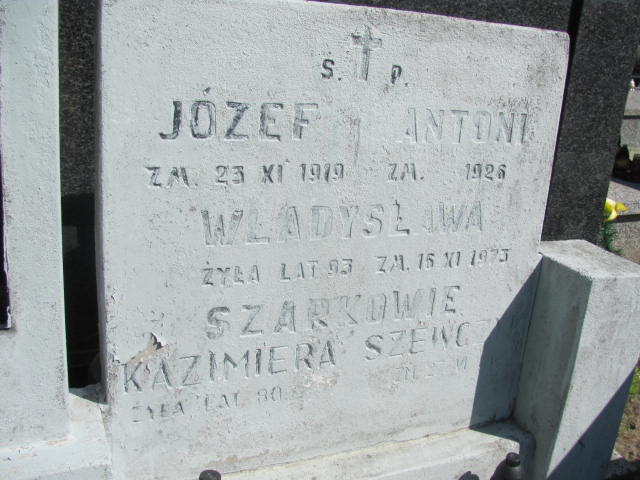 Ś. P.
JÓZEF ANTONI
ZM. 23 XI 1919 ZM. 1926
WŁADYSŁAWA
ŻYŁA LAT 93 ZM. 16 XI 1973
SZARKOWIE
KAZIMIERA
ŻYŁA LAT 80